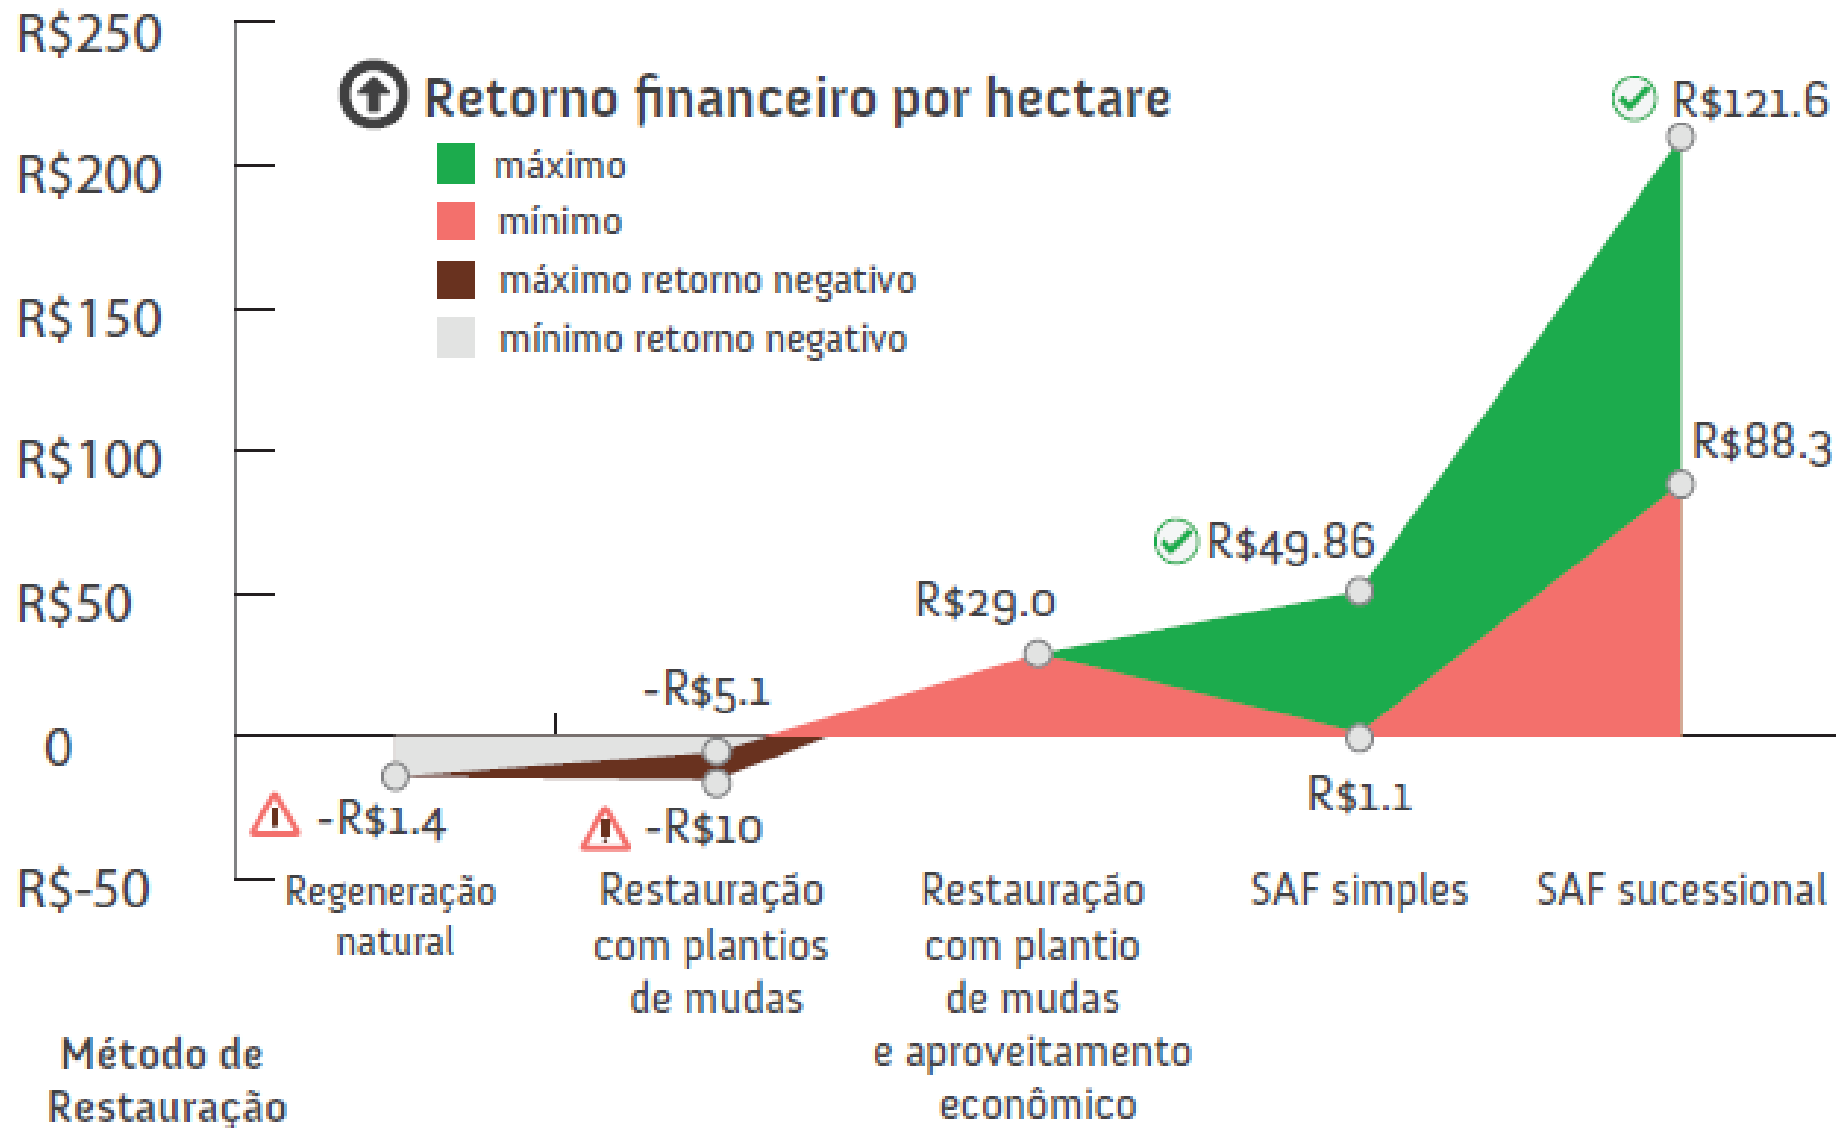 R$250
R$200
R$150
R$100
R$50
0
R$-50
Retorno financeiro por hectare
máximo
mínimo
máximo retorno negativo
mínimo retorno negativo
R$121.6
R$88.3
R$49.86
R$29.0
-R$5.1
-R$1.4
-R$10
R$1.1
Regeneração
natural
Restauração
com plantios
de mudas
Restauração
com plantio
de mudas
e aproveitamento
econômico
SAF simples
SAF sucessional
Método de
Restauração